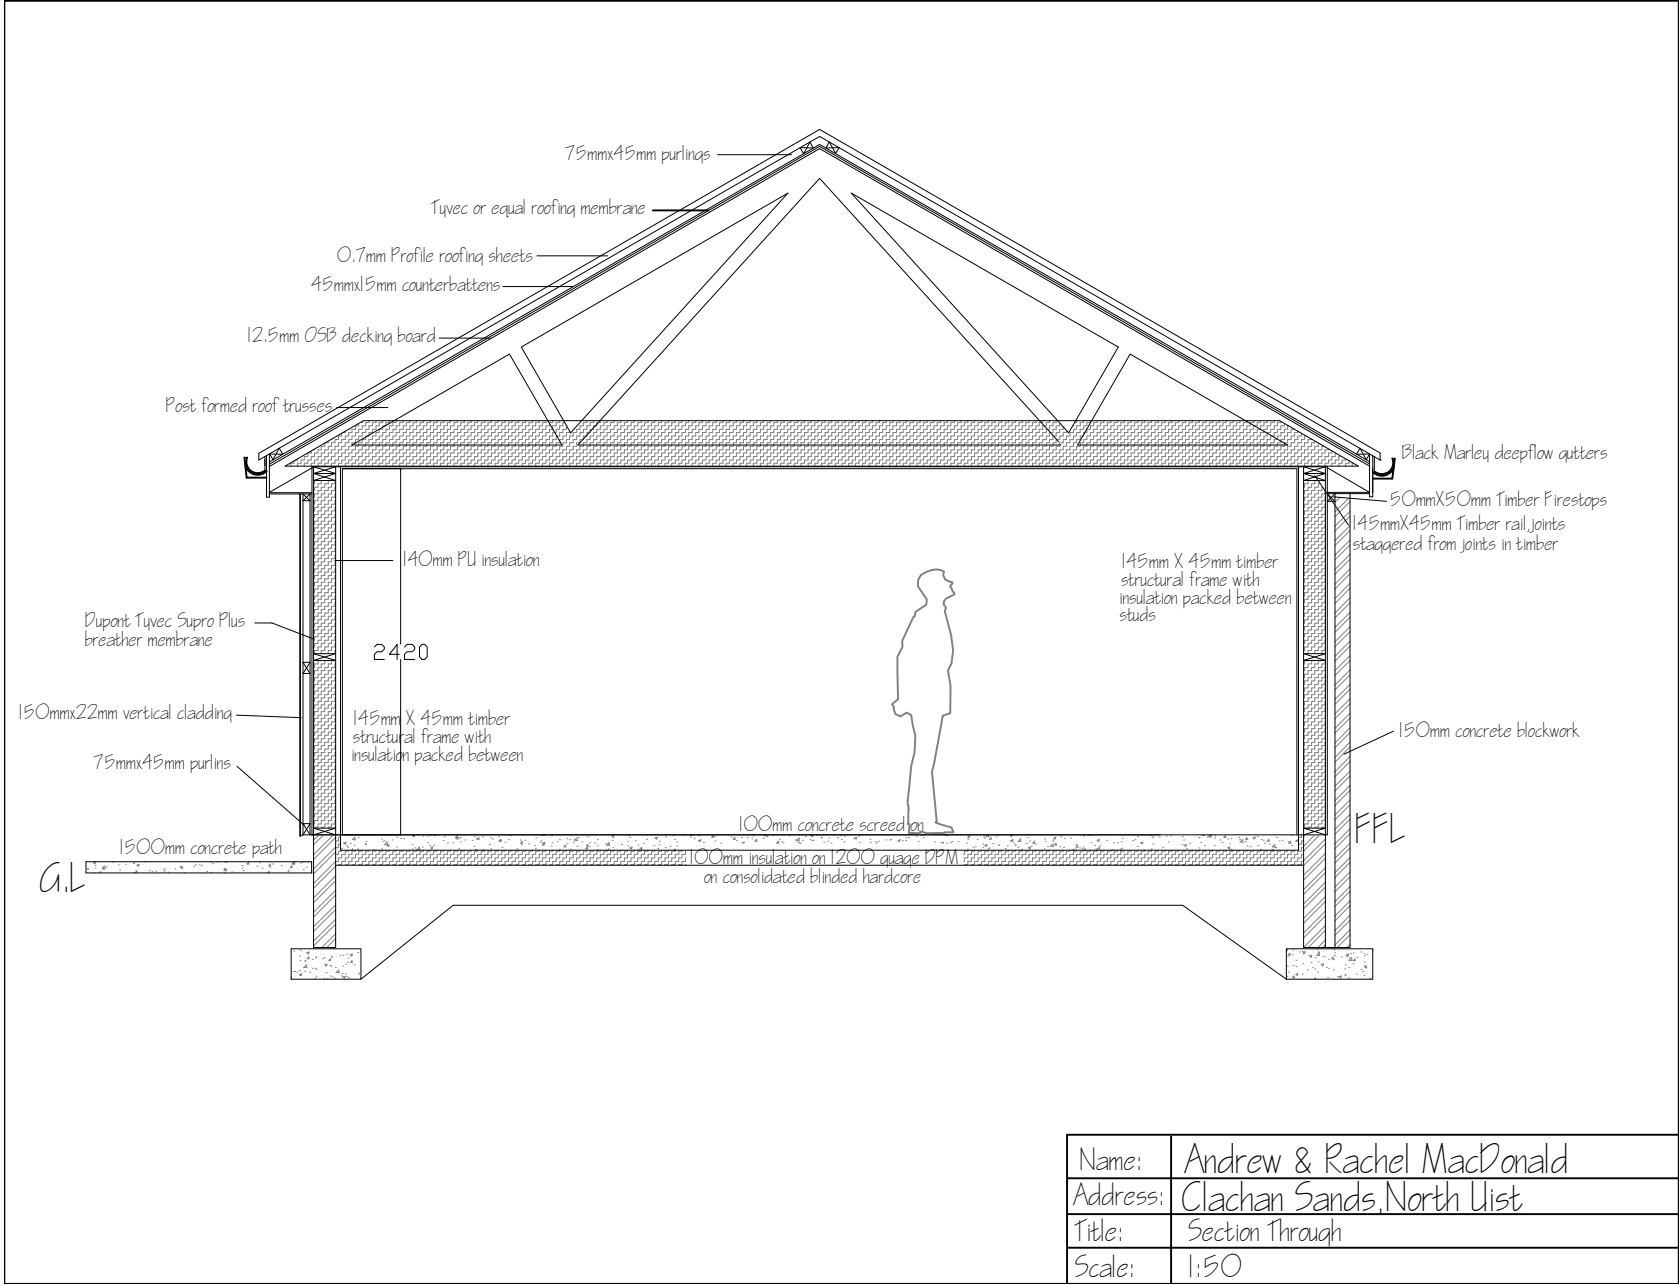 75mmx45mm purlings
Tyvec or equal roofing membrane
0.7mm Profile roofing sheets
45mmx15mm counterbattens
12.5mm OSB decking board
Post formed roof trusses
Black Marley deepflow gutters
50mmX50mm Timber Firestops
145mmX45mm Timber rail,joints
staggered from joints in timber
140mm PU insulation
145mm X 45mm timber
structural frame with
insulation packed between
studs
Dupont Tyvec Supro Plus
breather membrane
2420
150mmx22mm vertical cladding
145mm X 45mm timber
structural frame with
insulation packed between
150mm concrete blockwork
75mmx45mm purlins
100mm concrete screed on
FFL
1500mm concrete path
100mm insulation on 1200 guage DPM
on consolidated blinded hardcore
G.L
Name: Andrew & Rachel MacDonald
Address: Clachan Sands,North Uist
Title: Section Through
Scale: 1:50